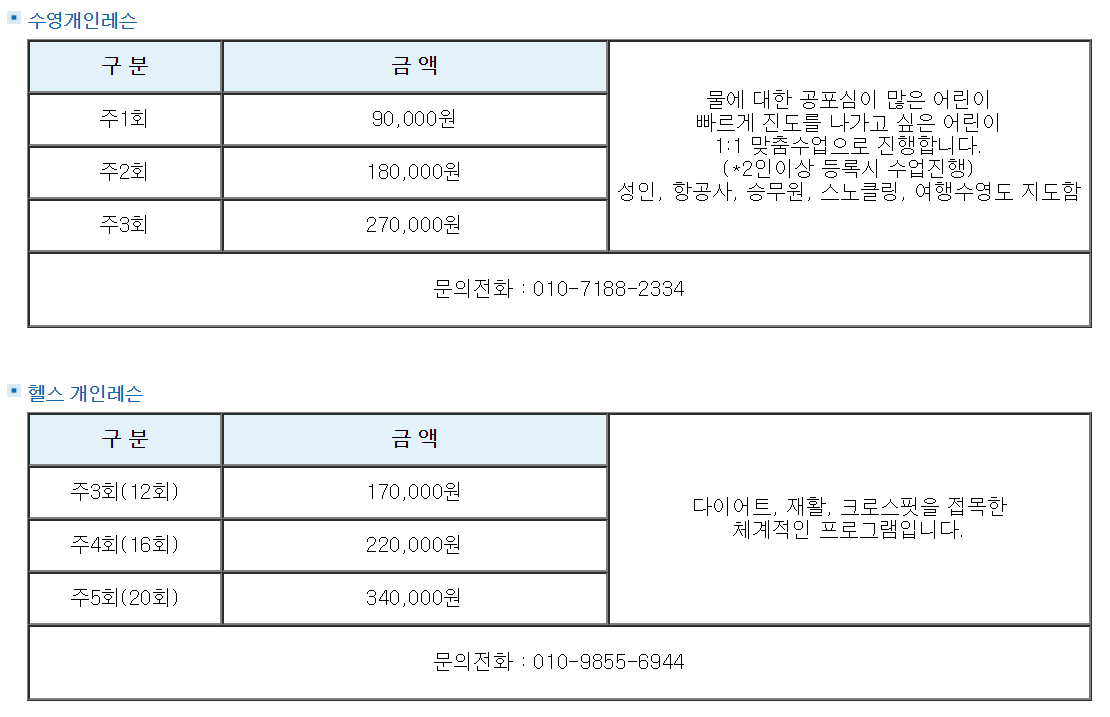 수영개인레슨
구 분
금 액
물에 대한 공포심이 많은 어린이
빠르게 진도를 나가고 싶은 어린이
1:1 맞춤수업으로 진행합니다.
(*2인이상 등록시 수업진행)
성인, 항공사, 승무원, 스노클링, 여행수영도 지도함
주1회
90,000원
주2회
180,000원
주3회
270,000원
문의전화 : 010-7188-2334
헬스 개인레슨
구 분
금 액
다이어트, 재활, 크로스핏을 접목한
체계적인 프로그램입니다.
주3회(12회)
170,000원
주4회(16회)
220,000원
주5회(20회)
340,000원
문의전화 : 010-9855-6944